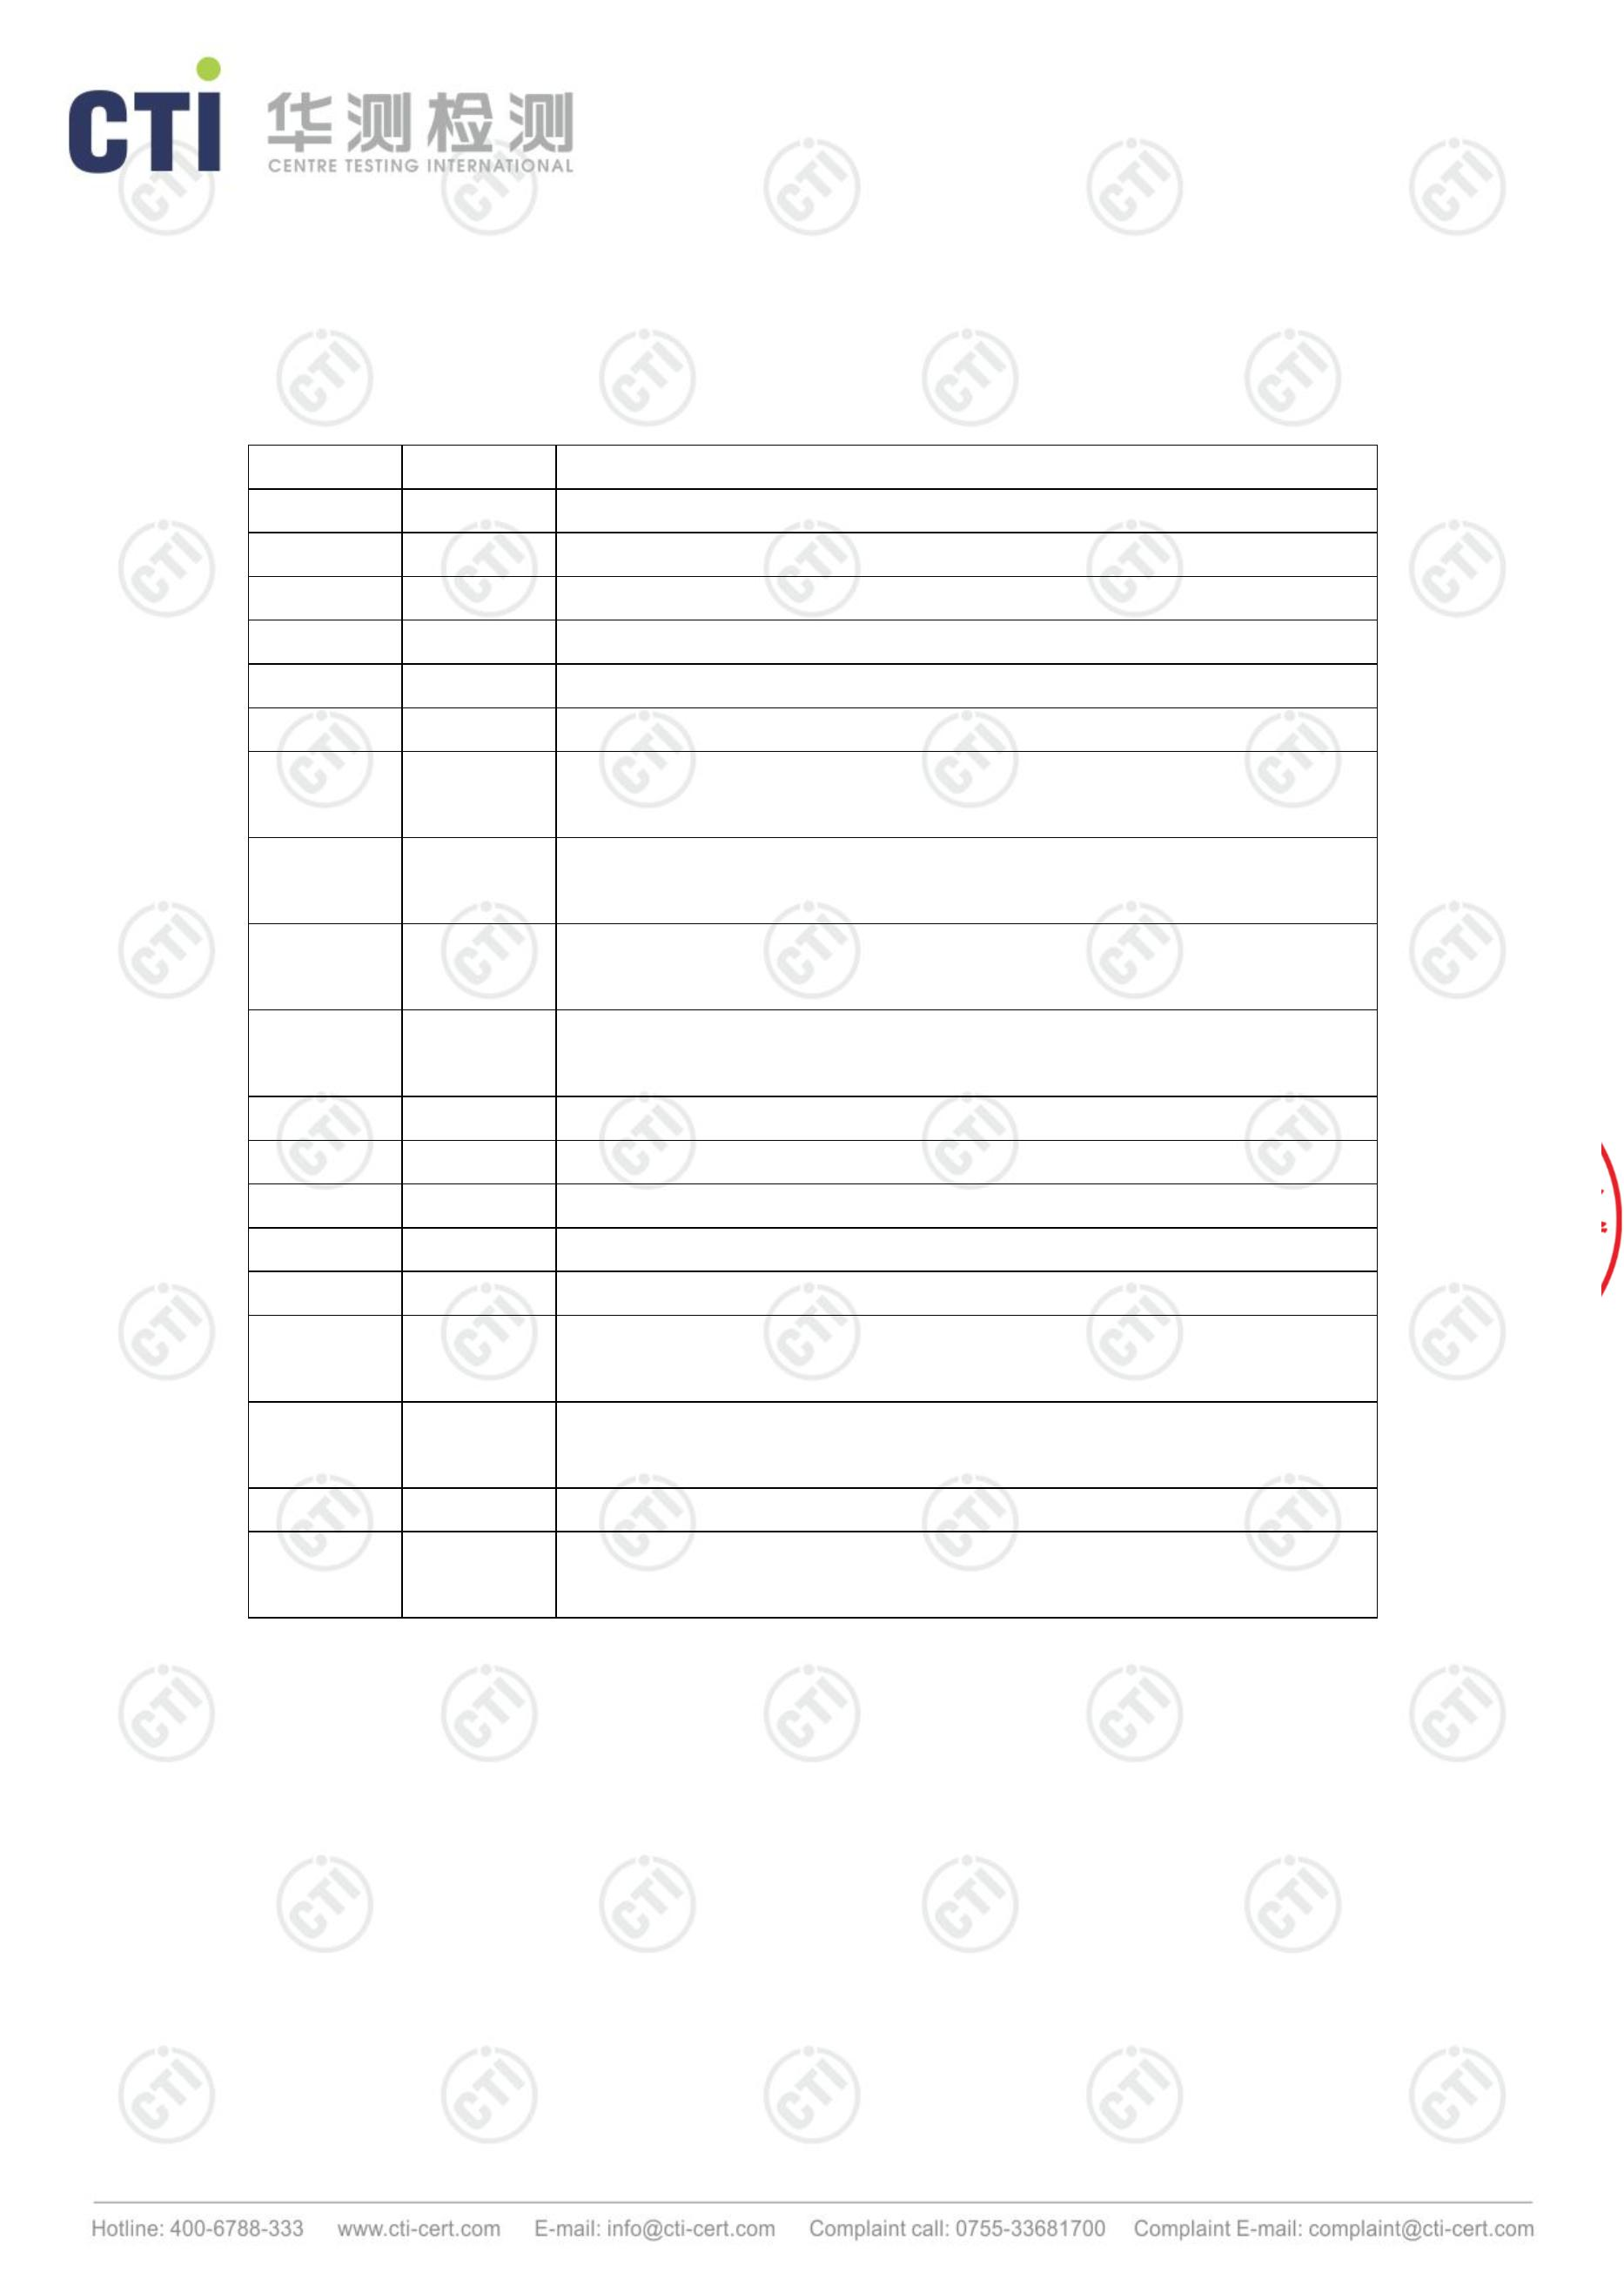 CTI 华测检测
CENTRE TESTING INTERNATIONAL
Hotline: 400-6788-333 www.cti-cert.com E-mail: info@cti-cert.com Complaint call: 0755-33681700 Complaint E-mail: complaint@cti-cert.com